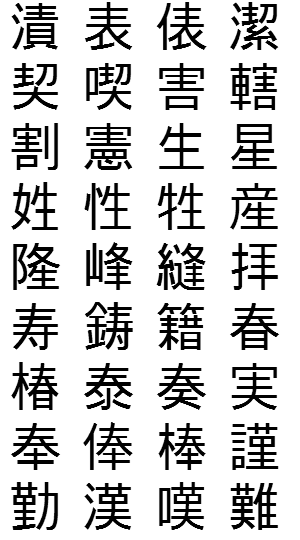 漬表俵潔
契喫害轄
割憲生星
姓性牲産
隆峰縫拝
寿鋳籍春
椿泰奏実
奉俸棒謹
勤漢嘆難